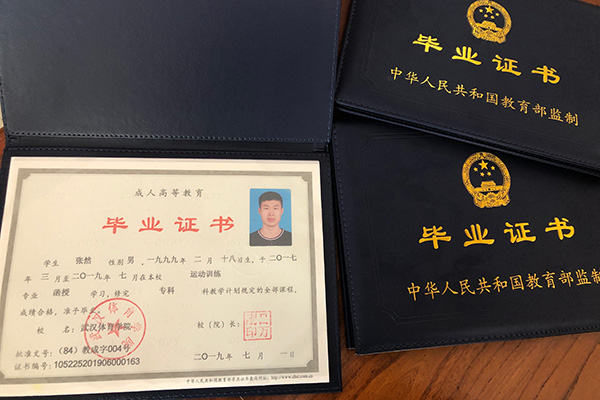 毕业证书
中华人民共和国教育部监制
毕业证书
中华人民共和国教育部监制
成人高等教育
毕业证书
学生 张然 性别 男 ,一九九九年 二 月 十八日生,于二〇一七
年 三 月至二〇一九年 七 月在本校 运动训练
专业 函授 学习,修完 专科 科教学计划规定的全部课程,
成绩合格,准予毕业。
校 名: 武汉体育学院 校(院)长:
批准文号: (84)教成字004号
证书编号: 105225201906000163 二〇一九年 七月 一日